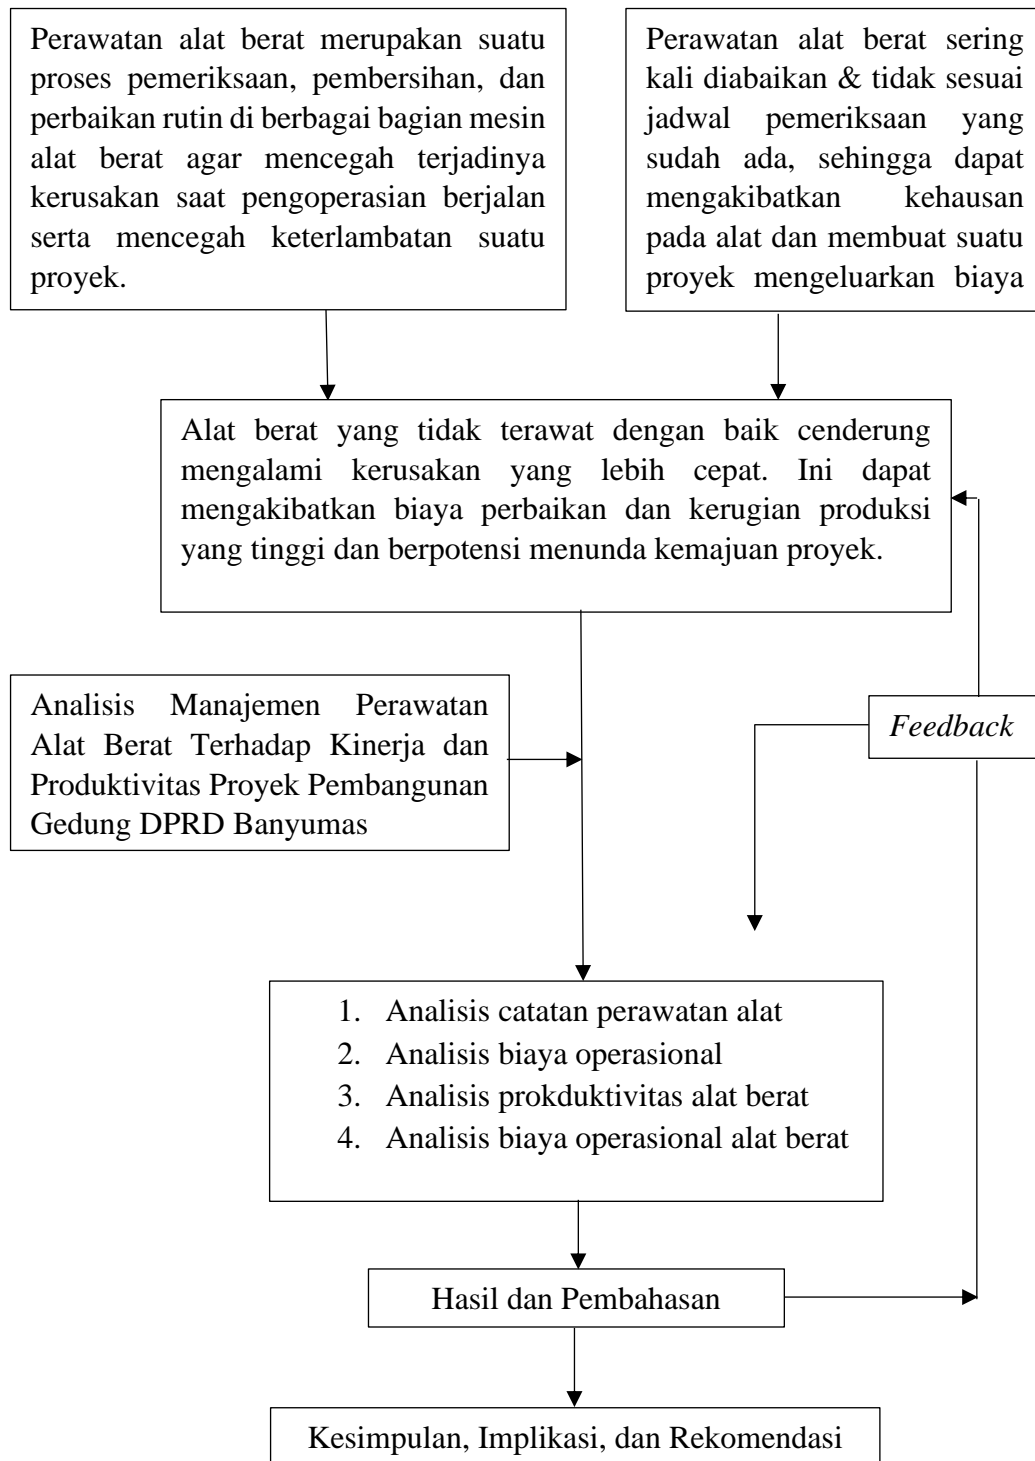 Perawatan alat berat merupakan suatu
proses pemeriksaan, pembersihan, dan
perbaikan rutin di berbagai bagian mesin
alat berat agar mencegah terjadinya
kerusakan saat pengoperasian berjalan
serta mencegah keterlambatan suatu
proyek.
Perawatan alat berat sering
kali diabaikan & tidak sesuai
jadwal pemeriksaan yang
sudah ada, sehingga dapat
mengakibatkan kehausan
pada alat dan membuat suatu
proyek mengeluarkan biaya
Alat berat yang tidak terawat dengan baik cenderung
mengalami kerusakan yang lebih cepat. Ini dapat
mengakibatkan biaya perbaikan dan kerugian produksi
yang tinggi dan berpotensi menunda kemajuan proyek.
Analisis Manajemen Perawatan
Alat Berat Terhadap Kinerja dan
Produktivitas Proyek Pembangunan
Gedung DPRD Banyumas
Feedback
1. Analisis catatan perawatan alat
2. Analisis biaya operasional
3. Analisis prokduktivitas alat berat
4. Analisis biaya operasional alat berat
Hasil dan Pembahasan
Kesimpulan, Implikasi, dan Rekomendasi